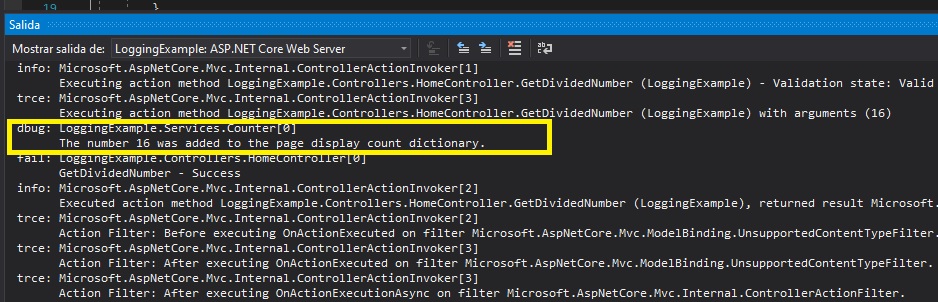 19
}
Salida
Mostrar salida de: LoggingExample: ASP.NET Core Web Server
info: Microsoft.AspNetCore.Mvc.Internal.ControllerActionInvoker[1]
Executing action method LoggingExample.Controllers.HomeController.GetDividedNumber (LoggingExample) - Validation state: Valid
trce: Microsoft.AspNetCore.Mvc.Internal.ControllerActionInvoker[3]
Executing action method LoggingExample.Controllers.HomeController.GetDividedNumber (LoggingExample) with arguments (16)
dbug: LoggingExample.Services.Counter[0]
The number 16 was added to the page display count dictionary.
fail: LoggingExample.Controllers.HomeController[0]
GetDividedNumber - Success
info: Microsoft.AspNetCore.Mvc.Internal.ControllerActionInvoker[2]
Executed action method LoggingExample.Controllers.HomeController.GetDividedNumber (LoggingExample), returned result Microsoft.
trce: Microsoft.AspNetCore.Mvc.Internal.ControllerActionInvoker[2]
Action Filter: Before executing OnActionExecuted on filter Microsoft.AspNetCore.Mvc.ModelBinding.UnsupportedContentTypeFilter.
trce: Microsoft.AspNetCore.Mvc.Internal.ControllerActionInvoker[3]
Action Filter: After executing OnActionExecuted on filter Microsoft.AspNetCore.Mvc.ModelBinding.UnsupportedContentTypeFilter.
trce: Microsoft.AspNetCore.Mvc.Internal.ControllerActionInvoker[3]
Action Filter: After executing OnActionExecutionAsync on filter Microsoft.AspNetCore.Mvc.Internal.ControllerActionFilter.